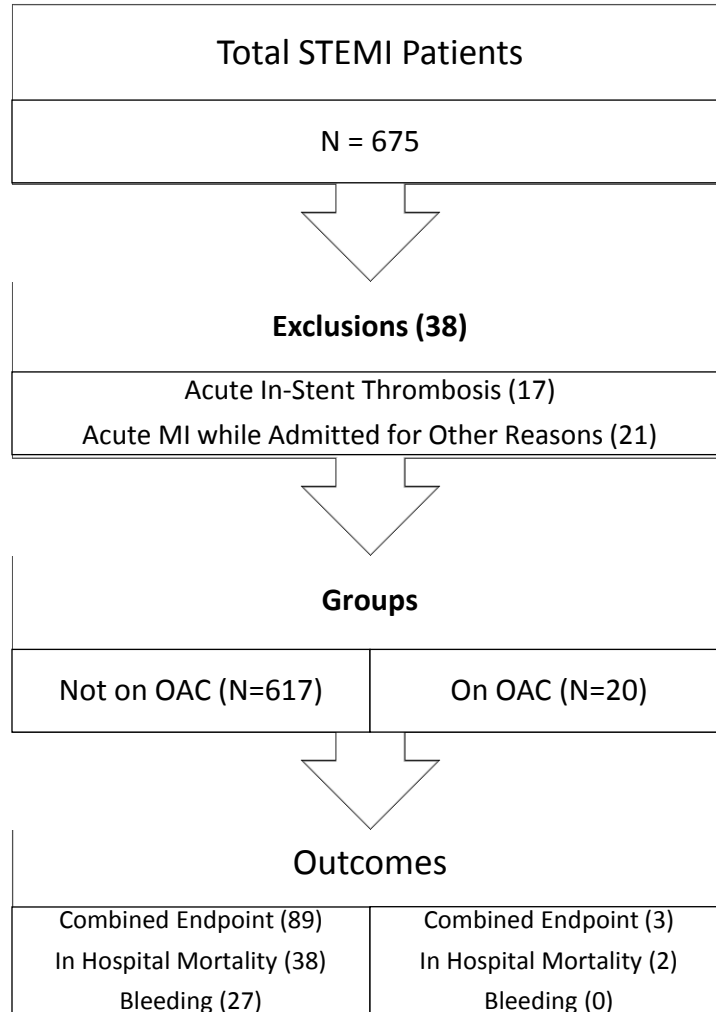 Total STEMI Patients
N = 675
Exclusions (38)
Acute In-Stent Thrombosis (17)
Acute MI while Admitted for Other Reasons (21)
Groups
Not on OAC (N=617)
On OAC (N=20)
Outcomes
Combined Endpoint (89)
In Hospital Mortality (38)
Bleeding (27)
Combined Endpoint (3)
In Hospital Mortality (2)
Bleeding (0)